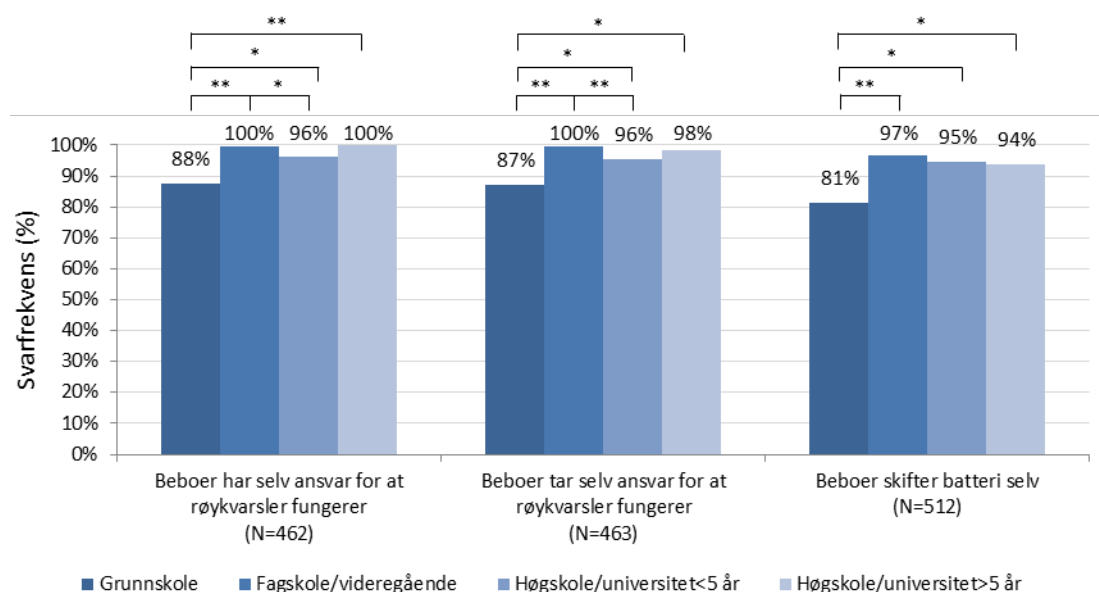 ** * *
* * *
** * ** ** **
100% 96% 100% 100% 96% 98% 97% 95% 94%
88% 87% 81%
Svarfrekvens (%)
100%
90%
80%
70%
60%
50%
40%
30%
20%
10%
0%
Beboer har selv ansvar for at
røykvarsler fungerer
(N=462)
Beboer tar selv ansvar for at
røykvarsler fungerer
(N=463)
Beboer skifter batteri selv
(N=512)
Grunnskole Fagskole/videregående Høgskole/universitet<5 år Høgskole/universitet>5 år